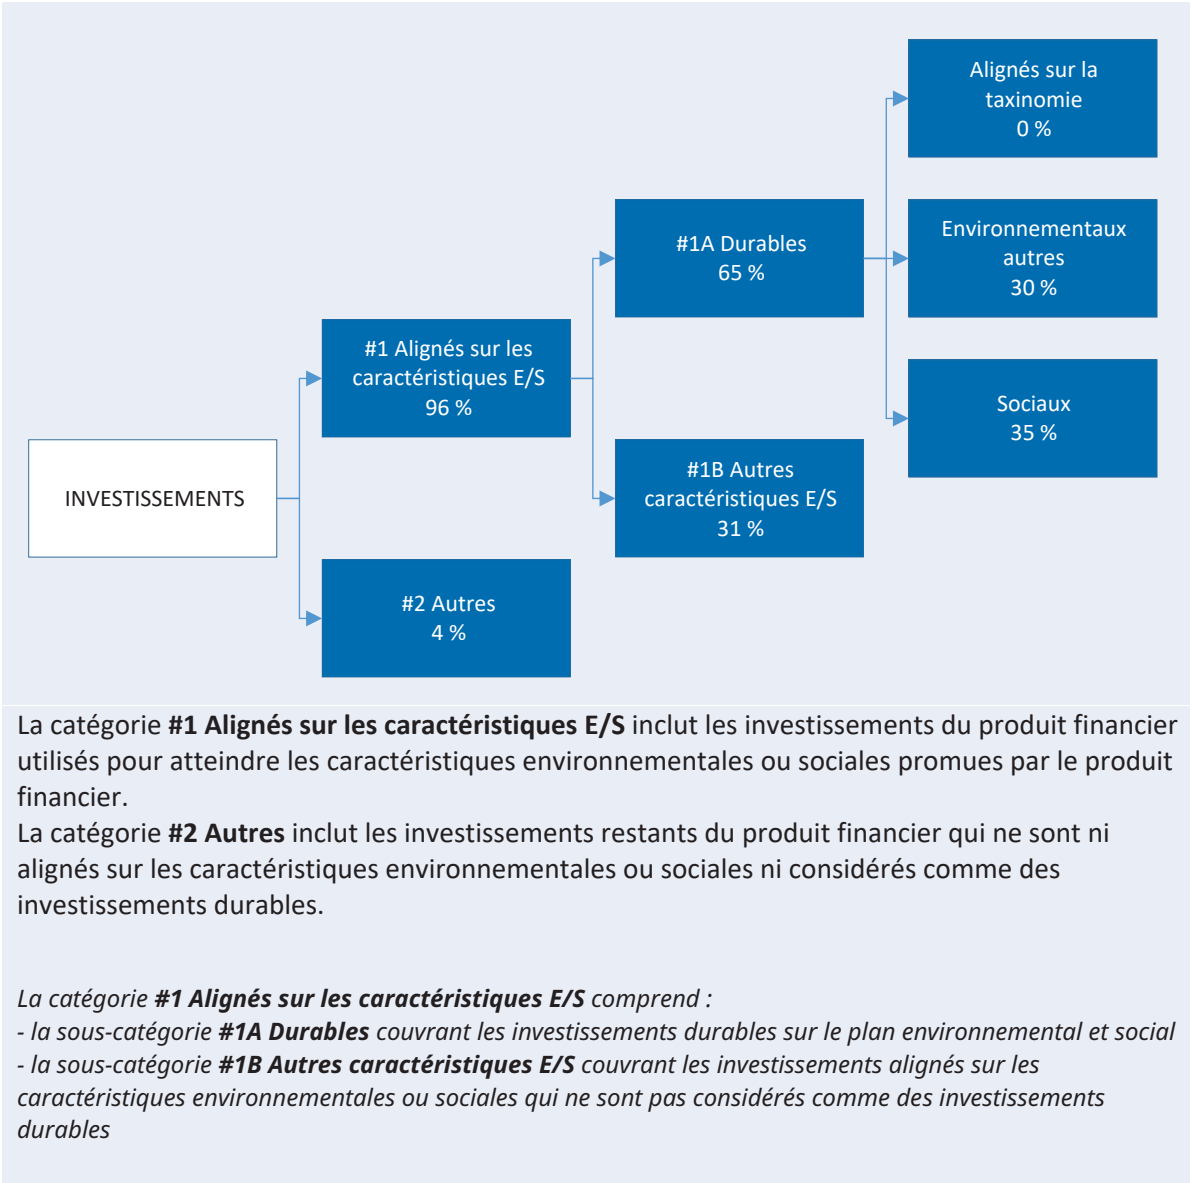 INVESTISSEMENTS
#1 Alignés sur les
caractéristiques E/S
96 %
#2 Autres
4 %
#1A Durables
65 %
#1B Autres
caractéristiques E/S
31 %
Alignés sur la
taxinomie
0 %
Environnementaux
autres
30 %
Sociaux
35 %
La catégorie #1 Alignés sur les caractéristiques E/S inclut les investissements du produit financier
utilisés pour atteindre les caractéristiques environnementales ou sociales promues par le produit
financier.
La catégorie #2 Autres inclut les investissements restants du produit financier qui ne sont ni
alignés sur les caractéristiques environnementales ou sociales ni considérés comme des
investissements durables.
La catégorie #1 Alignés sur les caractéristiques E/S comprend :
- la sous-catégorie #1A Durables couvrant les investissements durables sur le plan environnemental et social
- la sous-catégorie #1B Autres caractéristiques E/S couvrant les investissements alignés sur les
caractéristiques environnementales ou sociales qui ne sont pas considérés comme des investissements
durables